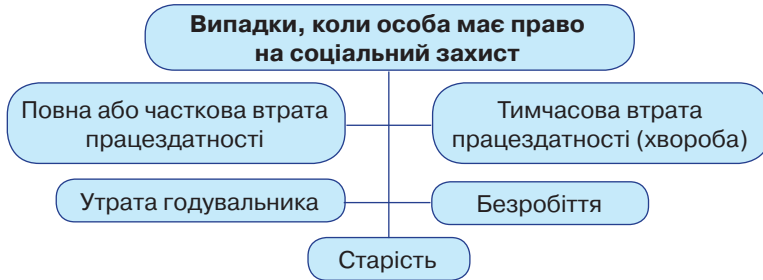 Випадки, коли особа має право
на соціальний захист
Повна або часткова втрата
працездатності
Тимчасова втрата
працездатності (хвороба)
Утрата годувальника
Безробіття
Старість